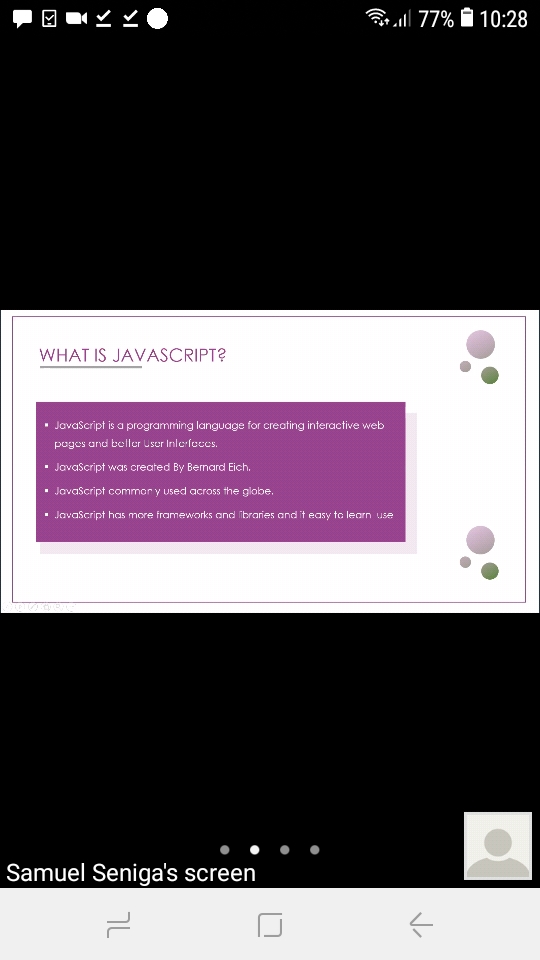 77% 10:28
WHAT IS JAVASCRIPT?
▪ JavaScript is a programming language for creating interactive web
pages and better User Interfaces.
▪ JavaScript was created By Bernard Eich.
▪ JavaScript commonly used across the globe.
▪ JavaScript has more frameworks and libraries and it easy to learn use
Samuel Seniga's screen